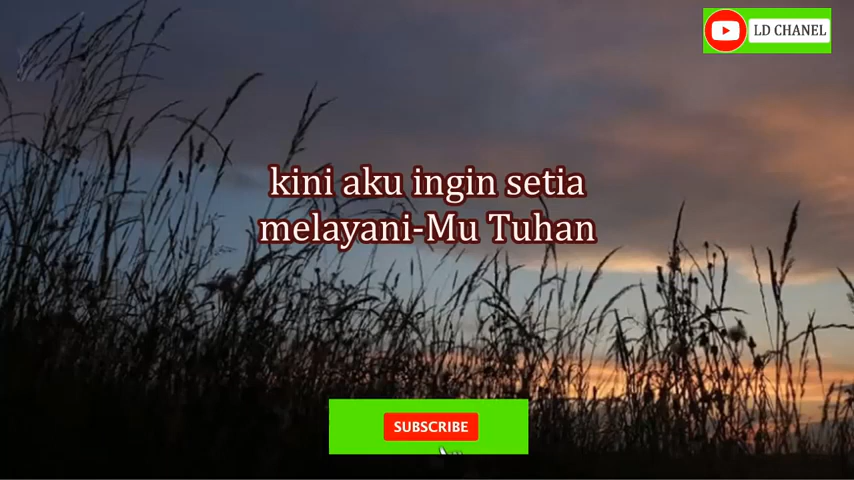 LD CHANEL
kini aku ingin setia
melayani-Mu Tuhan
SUBSCRIBE